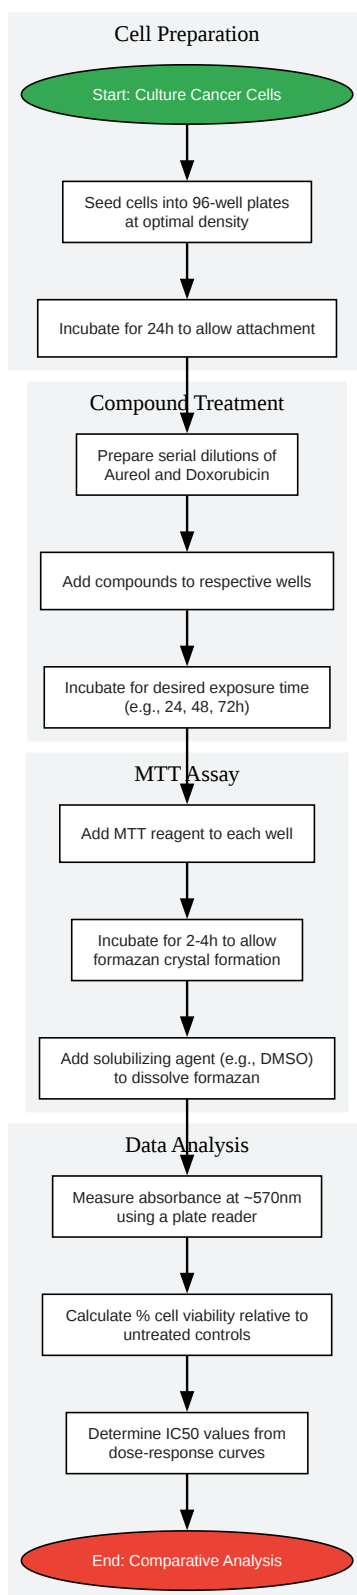 Cell Preparation
Start: Culture Cancer Cells
Seed cells into 96-well plates
at optimal density
Incubate for 24h to allow attachment
Compound Treatment
Prepare serial dilutions of
Aureol and Doxorubicin
Add compounds to respective wells
Incubate for desired exposure time
(e.g., 24, 48, 72h)
MTT Assay
Add MTT reagent to each well
Incubate for 2-4h to allow
formazan crystal formation
Add solubilizing agent (e.g., DMSO)
to dissolve formazan
Data Analysis
Measure absorbance at ~570nm
using a plate reader
Calculate % cell viability relative to
untreated controls
Determine IC50 values from
dose-response curves
End: Comparative Analysis